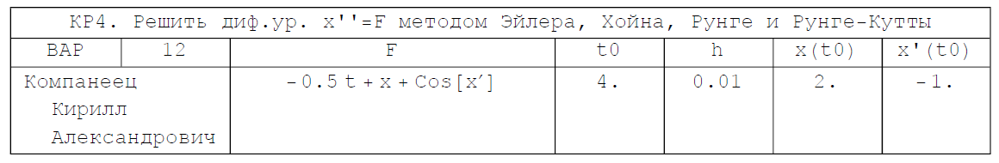 КР4. Решить диф.ур. x''=F методом Эйлера, Хойна, Рунге и Рунге-Кутты
ВАР 12 F t0 h x(t0) x'(t0)
Компанеец -0.5 t + x + Cos[x′] 4. 0.01 2. -1.
Кирилл
Александрович